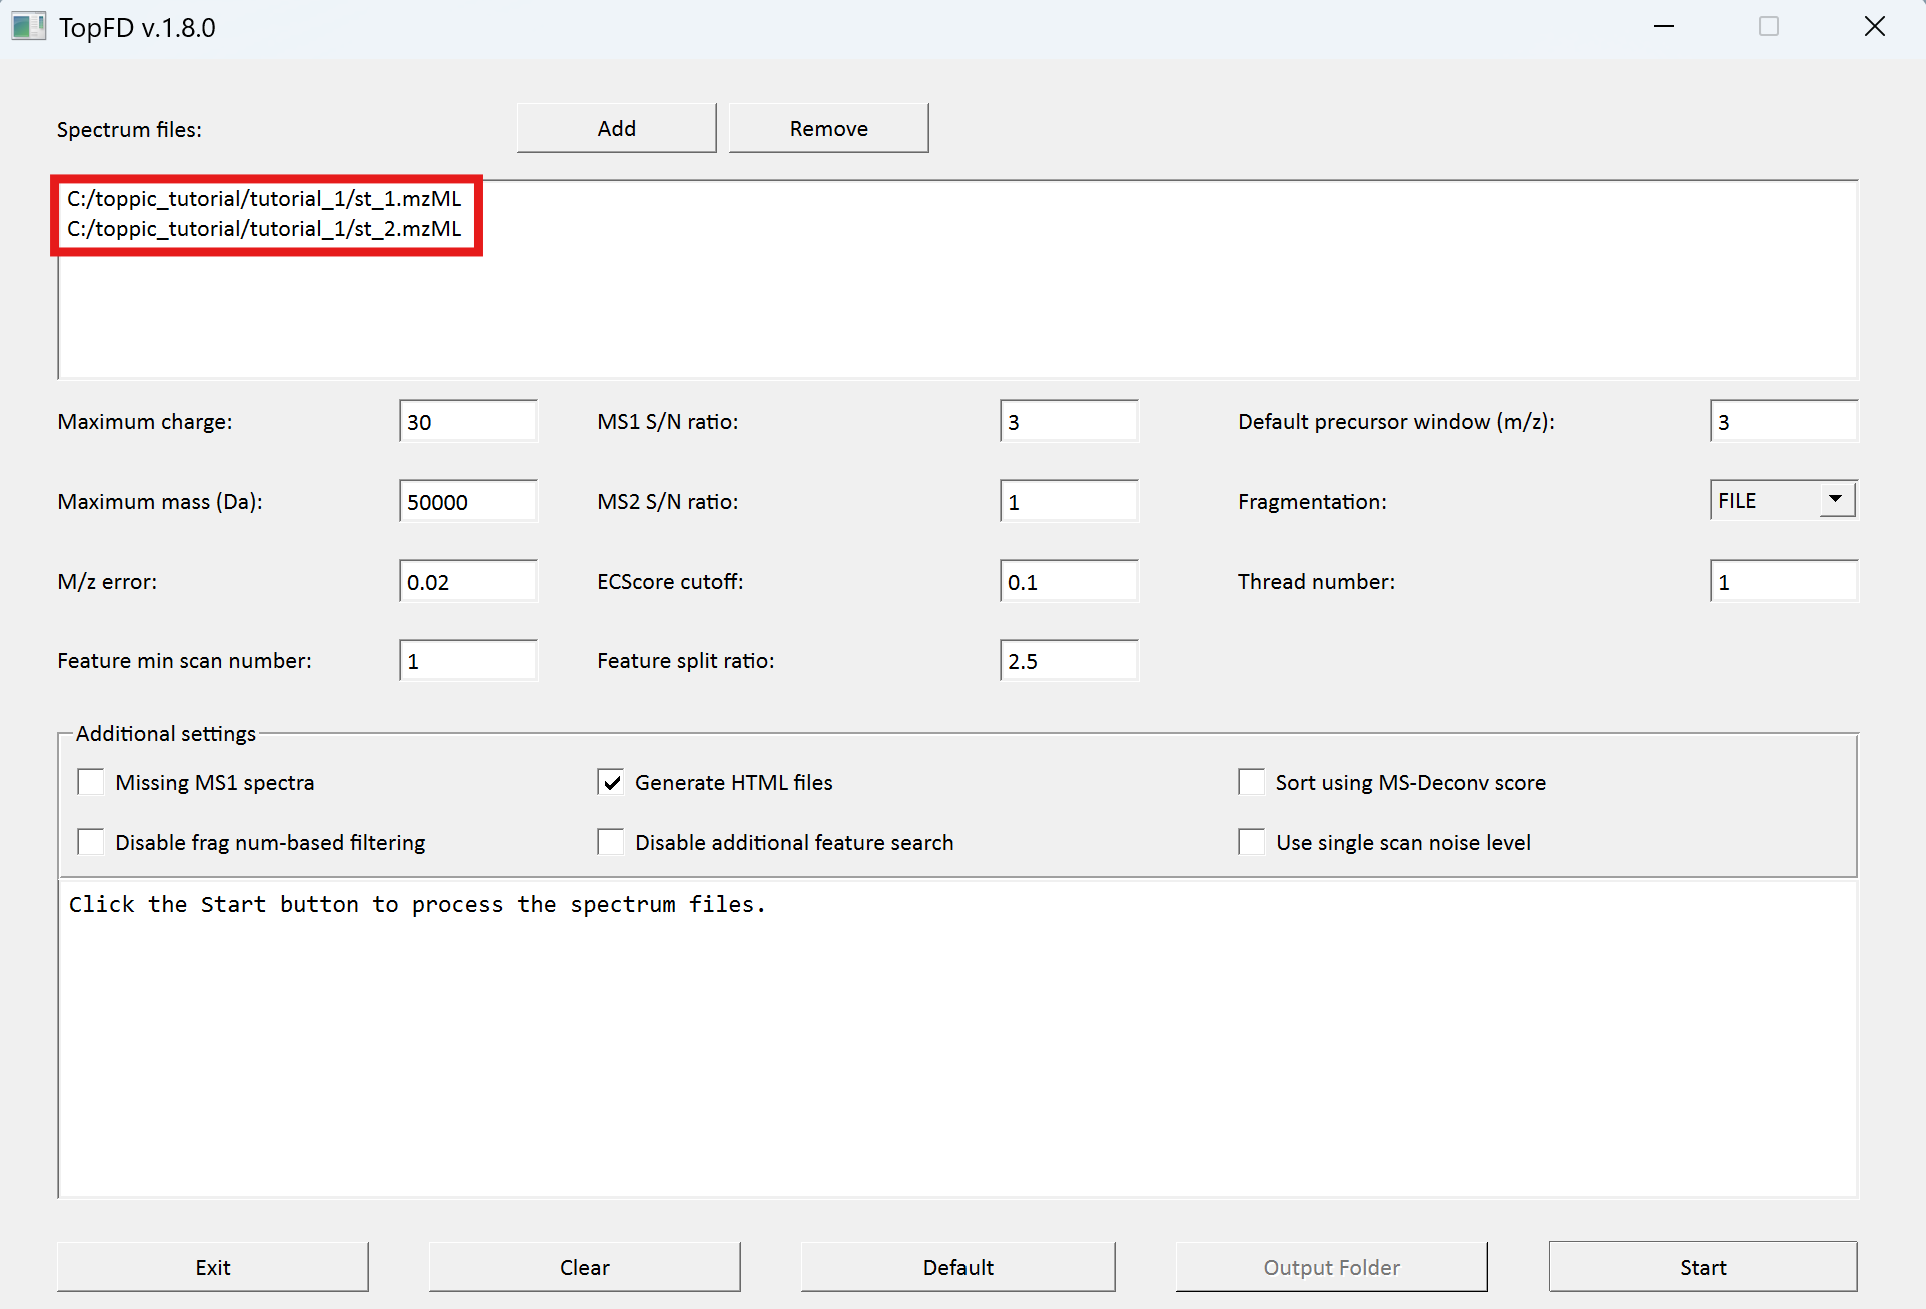 TopFD v.1.8.0
Spectrum files:
Add
Remove
C:/toppic_tutorial/tutorial_1/st_1.mzML
C:/toppic_tutorial/tutorial_1/st_2.mzML
Maximum charge:
30
MS1 S/N ratio:
3
Default precursor window (m/z):
3
Maximum mass (Da):
50000
MS2 S/N ratio:
1
Fragmentation:
FILE
M/z error:
0.02
ECScore cutoff:
0.1
Thread number:
1
Feature min scan number:
1
Feature split ratio:
2.5
Additional settings
Missing MS1 spectra
Generate HTML files
Sort using MS-Deconv score
Disable frag num-based filtering
Disable additional feature search
Use single scan noise level
Click the Start button to process the spectrum files.
Exit
Clear
Default
Output Folder
Start